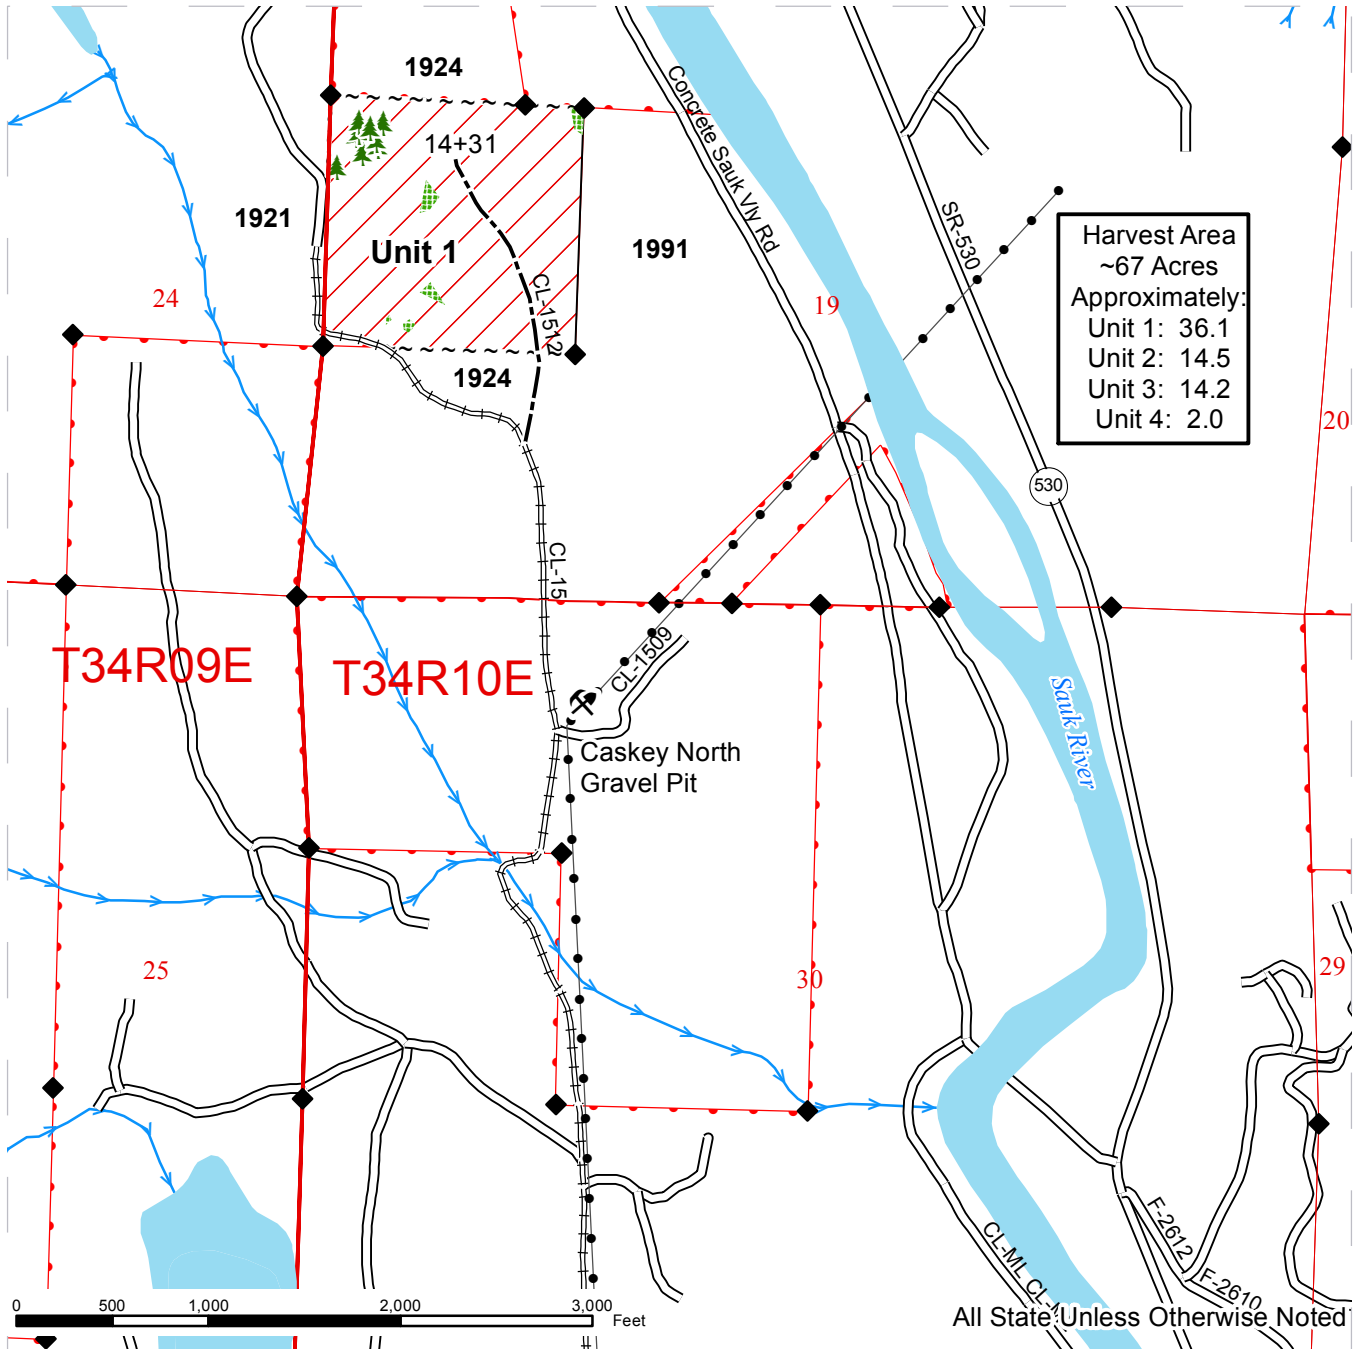 1924
Concrete Sauk Vly Rd
14+31
1921
Unit 1
1991
SR-530
Harvest Area
~67 Acres
Approximately:
Unit 1: 36.1
Unit 2: 14.5
Unit 3: 14.2
Unit 4: 2.0
24
19
CL-1512
1924
20
530
CL-15
T34R09E
T34R10E
CL-1509
Sauk River
Caskey North
Gravel Pit
25
30
29
F-2612
F-2610
CL-ML
0 500 1,000 2,000 3,000
Feet
All State Unless Otherwise Noted